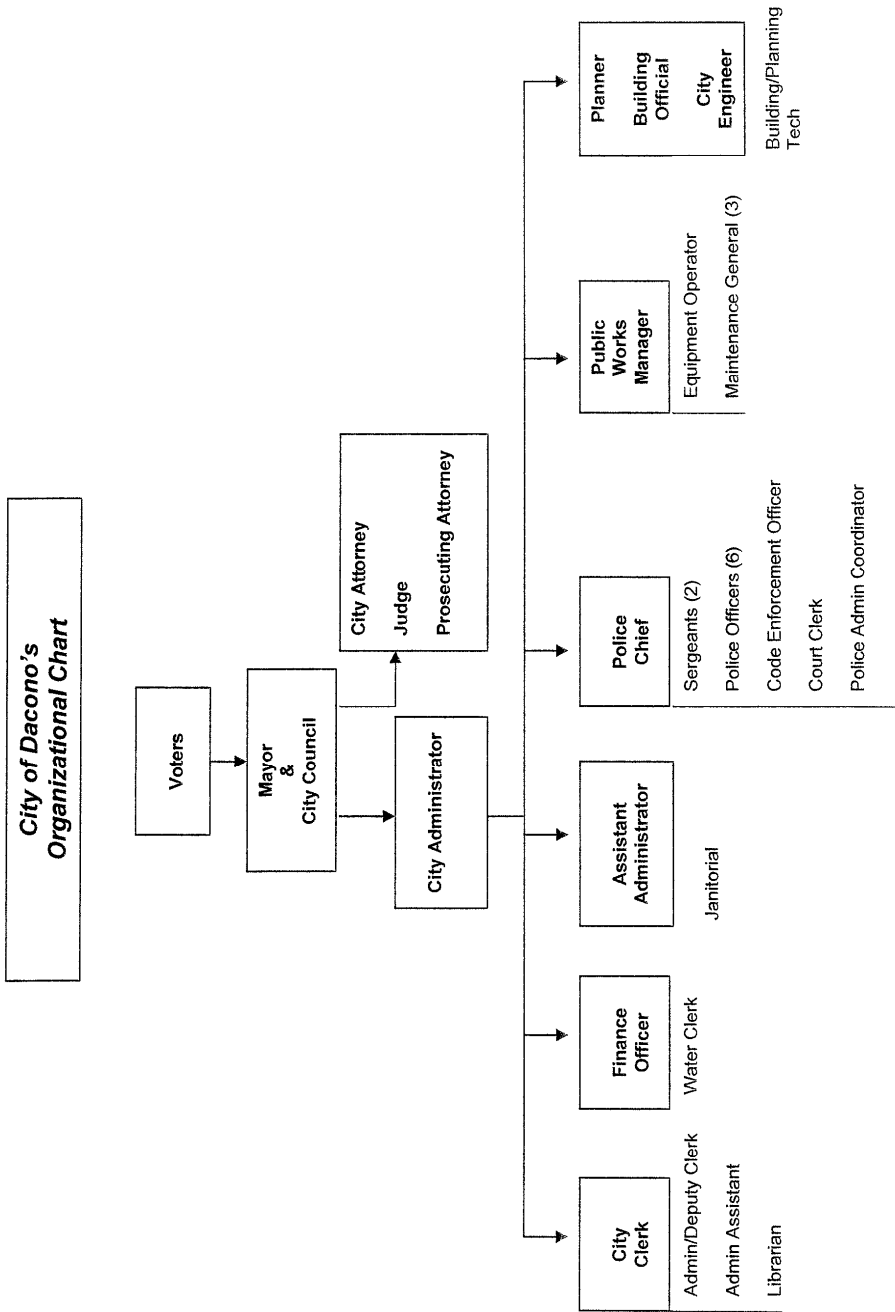 City of Dacono's
Organizational Chart
Voters
Mayor
&
City Council
City Attorney
Judge
Prosecuting Attorney
City Administrator
City
Clerk
Admin/Deputy Clerk
Admin Assistant
Librarian
Finance
Officer
Water Clerk
Assistant
Administrator
Janitorial
Police
Chief
Sergeants (2)
Police Officers (6)
Code Enforcement Officer
Court Clerk
Police Admin Coordinator
Public
Works
Manager
Equipment Operator
Maintenance General (3)
Planner
Building
Official
City
Engineer
Building/Planning
Tech